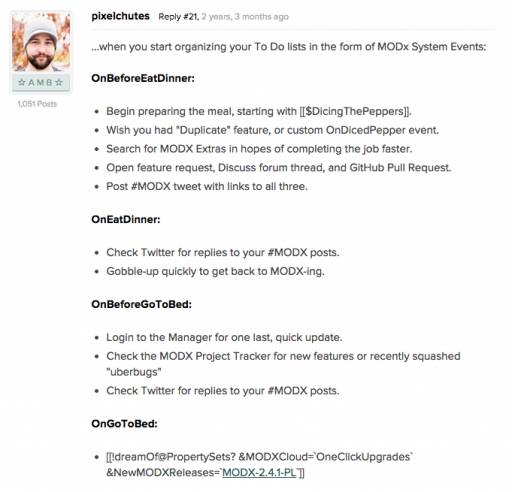 pixelchutes Reply #21, 2 years, 3 months ago
☆ A M B ☆
1,051 Posts
...when you start organizing your To Do lists in the form of MODx System Events:
OnBeforeEatDinner:
• Begin preparing the meal, starting with [[$DicingThePeppers]].
• Wish you had "Duplicate" feature, or custom OnDicedPepper event.
• Search for MODX Extras in hopes of completing the job faster.
• Open feature request, Discuss forum thread, and GitHub Pull Request.
• Post #MODX tweet with links to all three.
OnEatDinner:
• Check Twitter for replies to your #MODX posts.
• Gobble-up quickly to get back to MODX-ing.
OnBeforeGoToBed:
• Login to the Manager for one last, quick update.
• Check the MODX Project Tracker for new features or recently squashed
"uberbugs"
• Check Twitter for replies to your #MODX posts.
OnGoToBed:
• [[!dreamOf@PropertySets? &MODXCloud=`OneClickUpgrades`
&NewMODXReleases=`MODX-2.4.1-PL`]]